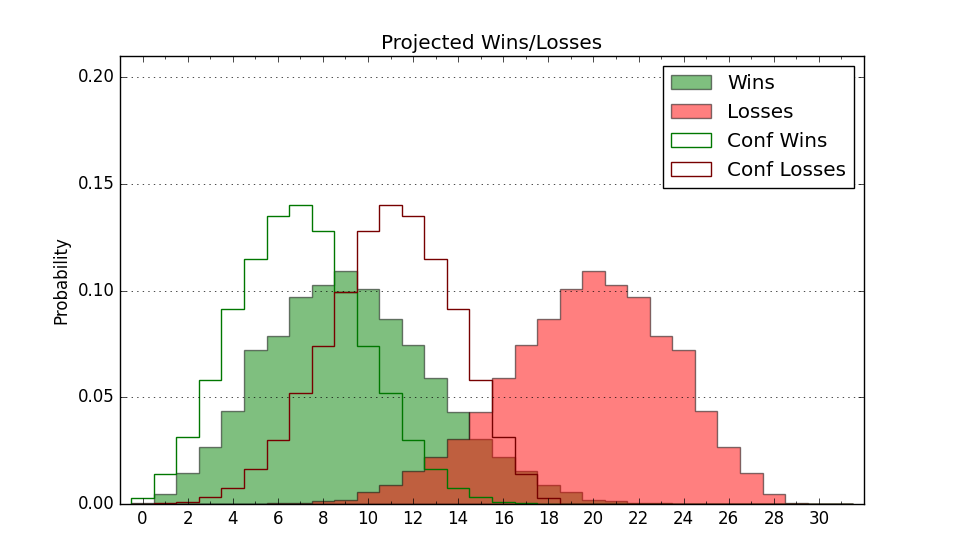 Projected Wins/Losses
0.20
0.15
0.10
0.05
0.00
Probability
Wins
Losses
Conf Wins
Conf Losses
0 2 4 6 8 10 12 14 16 18 20 22 24 26 28 30